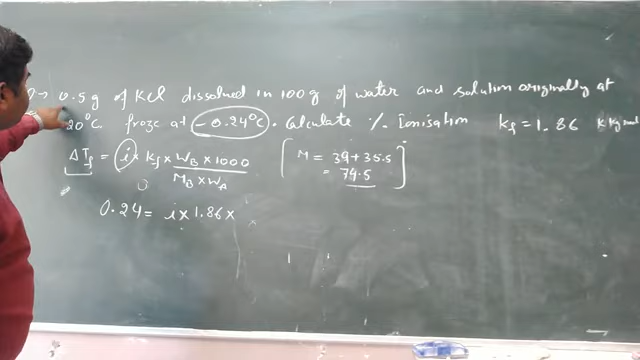 0.5g of KCl dissolved in 100g of water and solution originally at
20°C froze at -0.24°C. Calculate % Ionisation Kf = 1.86 K kg mol
ΔTf = i × Kf × WB × 1000
MB × WA
[M = 39 + 35.5
= 74.5]
0.24 = i × 1.86 ×